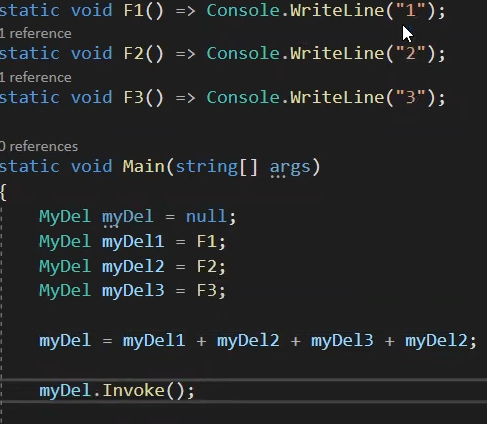 static void F1() => Console.WriteLine("1");
1 reference
static void F2() => Console.WriteLine("2");
1 reference
static void F3() => Console.WriteLine("3");
0 references
static void Main(string[] args)
{
MyDel myDel = null;
MyDel myDel1 = F1;
MyDel myDel2 = F2;
MyDel myDel3 = F3;
myDel = myDel1 + myDel2 + myDel3 + myDel2;
myDel.Invoke();